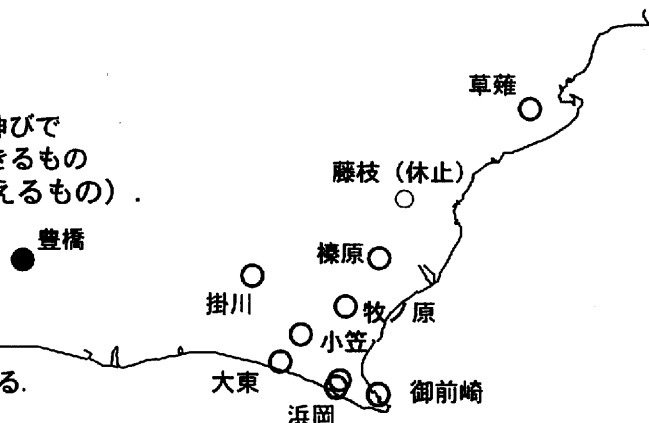 草薙
伸びで
きるもの
えるもの）.
藤枝（休止）
豊橋
榛原
掛川
牧ノ原
小笠
大東
る.
御前崎
浜岡